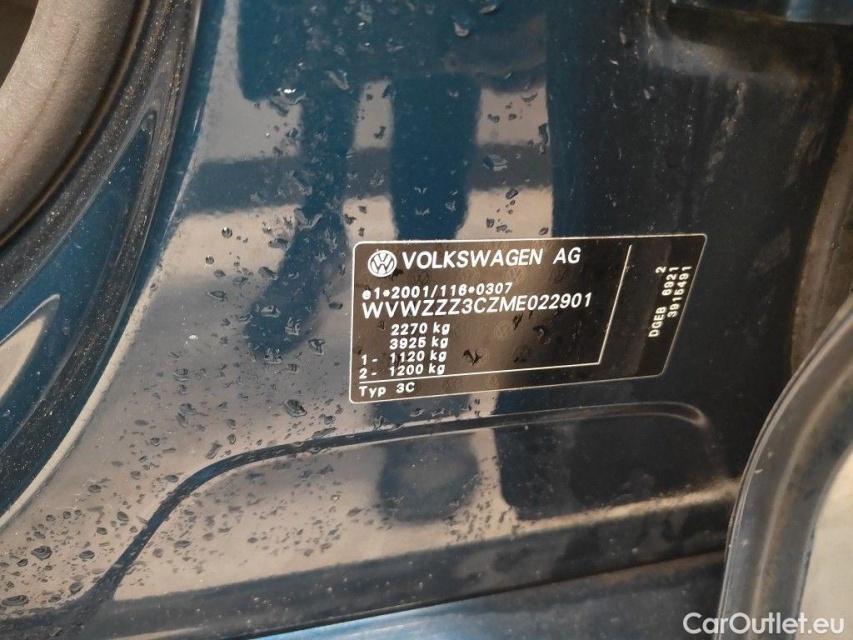 VOLKSWAGEN AG
e1*2001/116*0307
WVWZZZ3CZME022901
2270 kg
3925 kg
1- 1120 kg
2- 1200 kg
Typ 3C
2
DGEB 6921
3915491
CarOutlet.eu